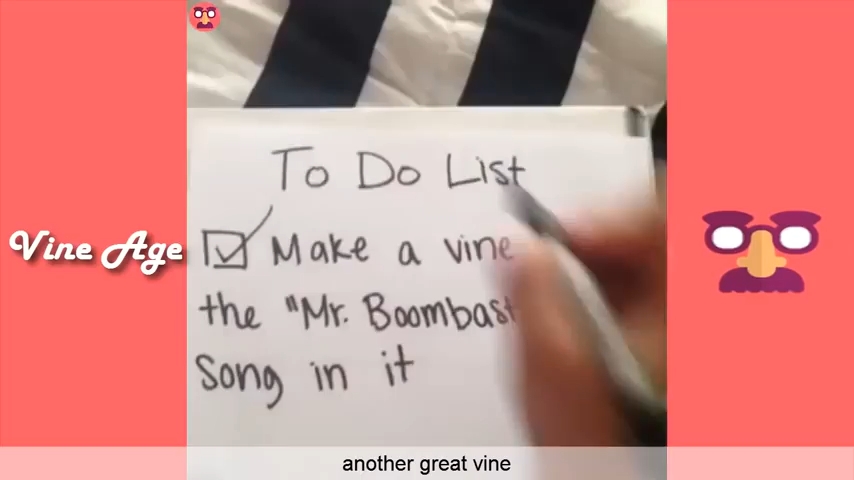 To Do List
Vine Age
Make a vine
the "Mr. Boombast
song in it
another great vine